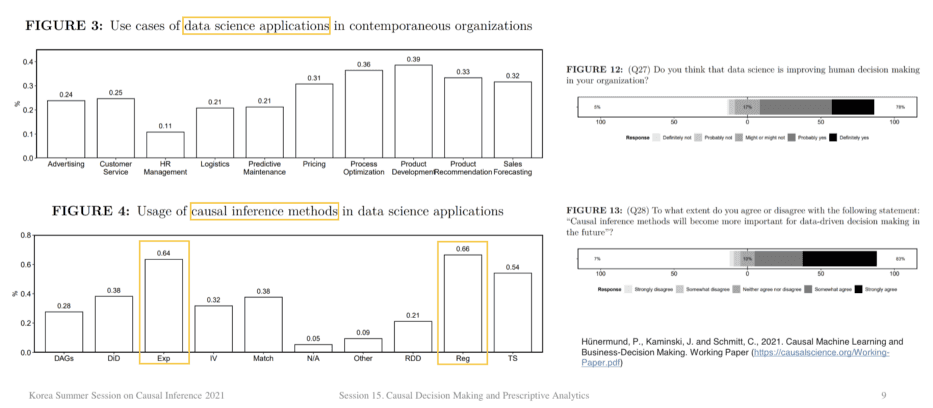 FIGURE 3: Use cases of data science applications in contemporaneous organizations
0.4
0.3
0.2
0.1
0.0
%
0.24
0.25
0.11
0.21
0.21
0.31
0.36
0.39
0.33
0.32
Advertising
Customer
Service
HR
Management
Logistics
Predictive
Maintenance
Pricing
Process
Optimization
Product
Development
Product
Recommendation
Sales
Forecasting
FIGURE 12: (Q27) Do you think that data science is improving human decision making
in your organization?
5%
17%
78%
100
50
0
50
100
Response Definitely not Probably not Might or might not Probably yes Definitely yes
FIGURE 4: Usage of causal inference methods in data science applications
0.8
0.6
0.4
0.2
0.0
%
0.28
0.38
0.64
0.32
0.38
0.05
0.09
0.21
0.66
0.54
DAGs
DiD
Exp
IV
Match
N/A
Other
RDD
Reg
TS
FIGURE 13: (Q28) To what extent do you agree or disagree with the following statement:
“Causal inference methods will become more important for data-driven decision making in
the future”?
7%
10%
83%
100
50
0
50
100
Response Strongly disagree Somewhat disagree Neither agree nor disagree Somewhat agree Strongly agree
Hünermund, P., Kaminski, J. and Schmitt, C., 2021. Causal Machine Learning and
Business-Decision Making. Working Paper (https://causalscience.org/Working-
Paper.pdf)
Korea Summer Session on Causal Inference 2021
Session 15. Causal Decision Making and Prescriptive Analytics
9